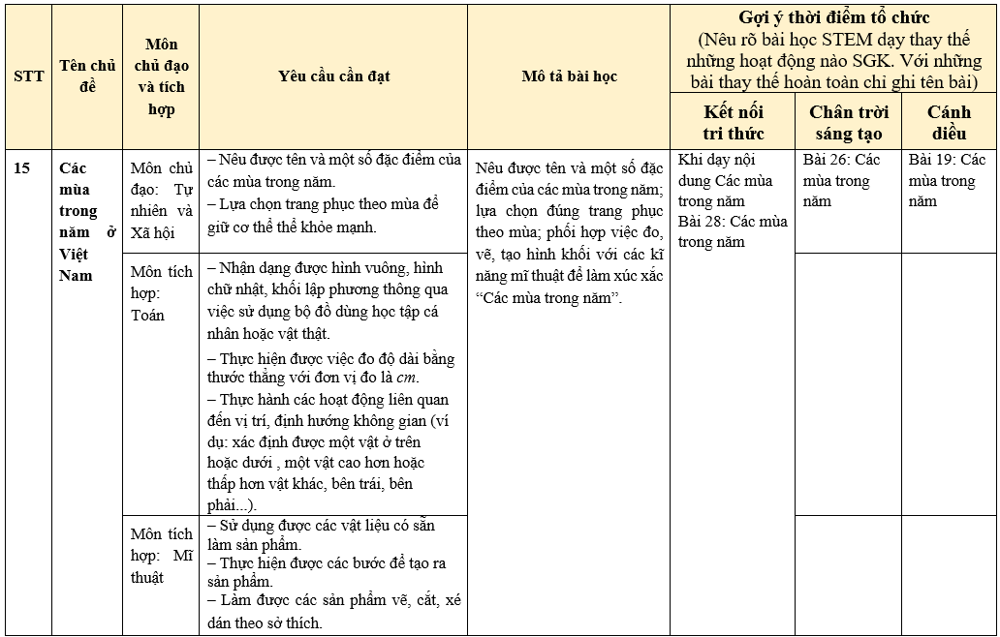 STT
Tên chủ
đề
Môn
chủ đạo
và tích
hợp
Yêu cầu cần đạt
Mô tả bài học
Gợi ý thời điểm tổ chức
(Nêu rõ bài học STEM dạy thay thế
những hoạt động nào SGK. Với những
bài thay thế hoàn toàn chỉ ghi tên bài)
Kết nối
tri thức
Chân trời
sáng tạo
Cánh
diều
15
Các
mùa
trong
năm ở
Việt
Nam
Môn chủ
đạo: Tự
nhiên và
Xã hội
– Nêu được tên và một số đặc điểm của
các mùa trong năm.
– Lựa chọn trang phục theo mùa để
giữ cơ thể thể khỏe mạnh.
Nêu được tên và một số đặc
điểm của các mùa trong năm;
lựa chọn đúng trang phục
theo mùa; phối hợp việc đo,
vẽ, tạo hình khối với các kĩ
năng mĩ thuật để làm xúc xắc
“Các mùa trong năm”.
Khi dạy nội
dung Các mùa
trong năm
Bài 28: Các mùa
trong năm
Bài 26: Các
mùa trong
năm
Bài 19: Các
mùa trong
năm
Môn tích
hợp:
Toán
– Nhận dạng được hình vuông, hình
chữ nhật, khối lập phương thông qua
việc sử dụng bộ đồ dùng học tập cá
nhân hoặc vật thật.
– Thực hiện được việc đo độ dài bằng
thước thẳng với đơn vị đo là cm.
– Thực hành các hoạt động liên quan
đến vị trí, định hướng không gian (ví
dụ: xác định được một vật ở trên
hoặc dưới , một vật cao hơn hoặc
thấp hơn vật khác, bên trái, bên
phải...).
Môn tích
hợp: Mĩ
thuật
– Sử dụng được các vật liệu có sẵn
làm sản phẩm.
– Thực hiện được các bước để tạo ra
sản phẩm.
– Làm được các sản phẩm vẽ, cắt, xé
dán theo sở thích.